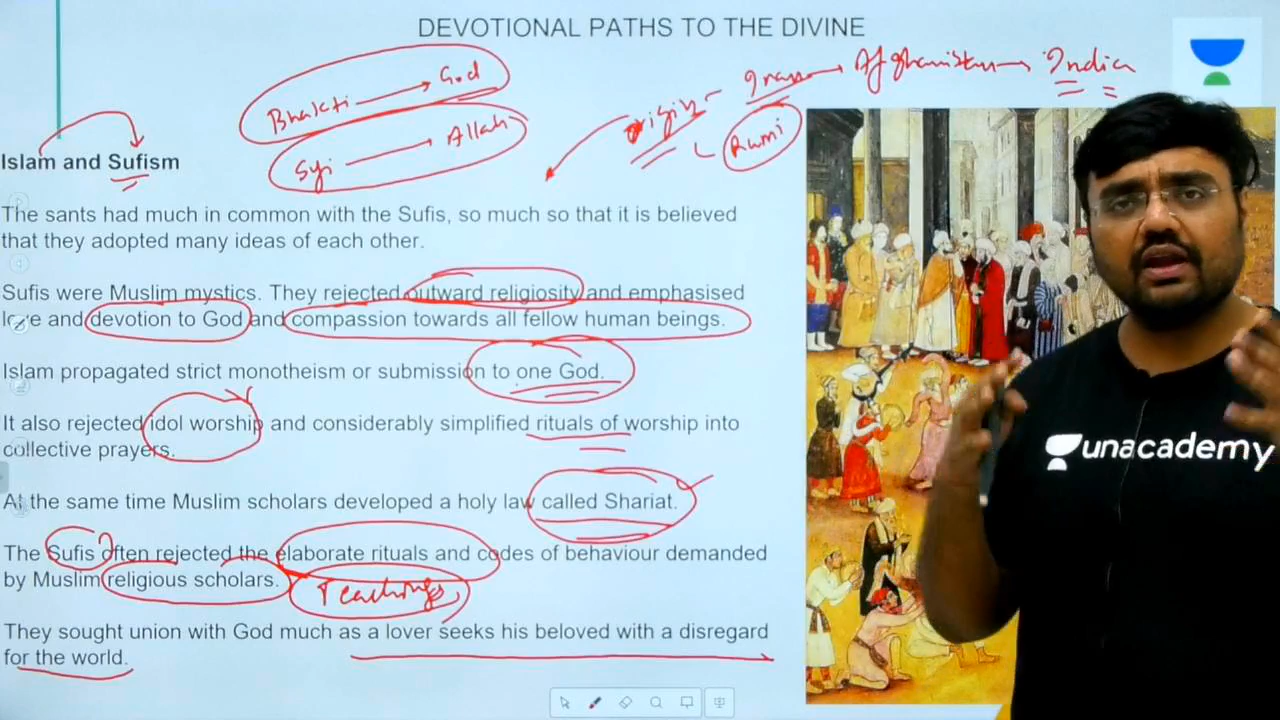 DEVOTIONAL PATHS TO THE DIVINE
Bhakti → God
Sufi → Allah
Origin - Iran → Afghanistan → India
Rumi
Islam and Sufism
The sants had much in common with the Sufis, so much so that it is believed
that they adopted many ideas of each other.
Sufis were Muslim mystics. They rejected outward religiosity and emphasised
love and devotion to God and compassion towards all fellow human beings.
Islam propagated strict monotheism or submission to one God.
It also rejected idol worship and considerably simplified rituals of worship into
collective prayers.
At the same time Muslim scholars developed a holy law called Shariat.
The Sufis often rejected the elaborate rituals and codes of behaviour demanded
by Muslim religious scholars.
Teachings
They sought union with God much as a lover seeks his beloved with a disregard
for the world.
unacademy